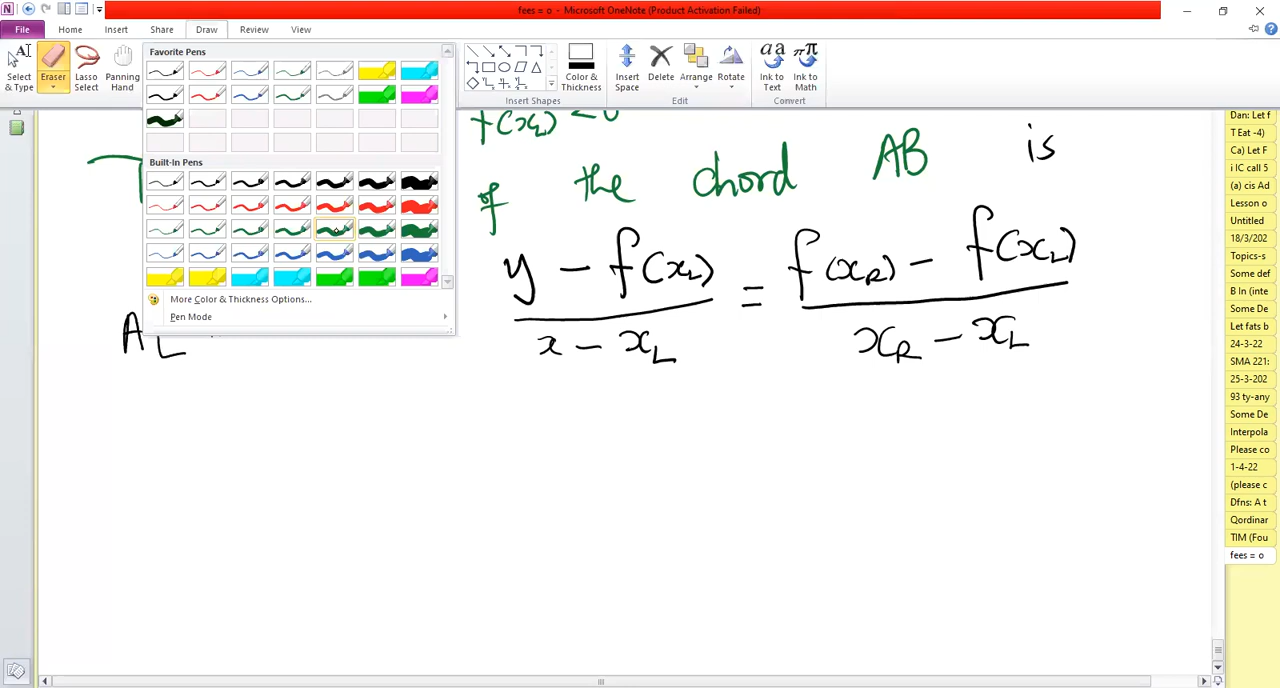 fees = o - Microsoft OneNote (Product Activation Failed)
File Home Insert Share Draw Review View
Select & Type
Eraser
Lasso Select
Panning Hand
Favorite Pens
Built-In Pens
More Color & Thickness Options...
Pen Mode
Color & Thickness
Insert Shapes
Insert Space
Delete
Arrange
Rotate
Edit
Ink to Text
Ink to Math
Convert
f(x_L) < 0
of the chord AB is
y - f(x_L) / x - x_L = f(x_R) - f(x_L) / x_R - x_L
A
Dan: Let f
T Eat -4)
Ca) Let F
i IC call 5
(a) cis Ad
Lesson o
Untitled
18/3/202
Topics-s
Some def
B In (inte
Some De
Let fats b
24-3-22
SMA 221:
25-3-202
93 ty-any
Some De
Interpola
Please co
1-4-22
(please c
Dfns: A t
Qordinar
TIM (Fou
fees = o